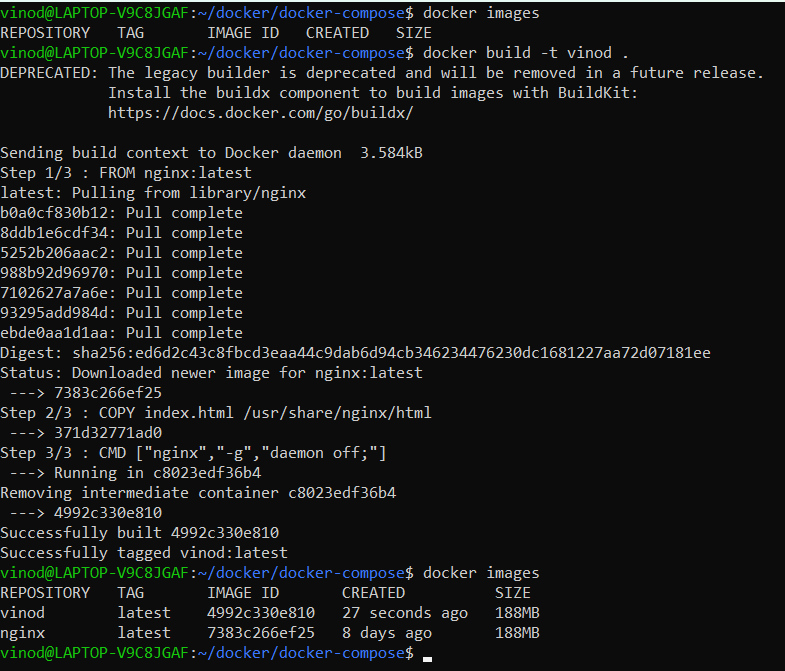 vinod@LAPTOP-V9C8JGAF:~/docker/docker-compose$ docker images
REPOSITORY   TAG       IMAGE ID   CREATED   SIZE
vinod@LAPTOP-V9C8JGAF:~/docker/docker-compose$ docker build -t vinod .
DEPRECATED: The legacy builder is deprecated and will be removed in a future release.
            Install the buildx component to build images with BuildKit:
            https://docs.docker.com/go/buildx/

Sending build context to Docker daemon  3.584kB
Step 1/3 : FROM nginx:latest
latest: Pulling from library/nginx
b0a0cf830b12: Pull complete
8ddb1e6cdf34: Pull complete
5252b206aac2: Pull complete
988b92d96970: Pull complete
7102627a7a6e: Pull complete
93295add984d: Pull complete
ebde0aa1d1aa: Pull complete
Digest: sha256:ed6d2c43c8fbcd3eaa44c9dab6d94cb346234476230dc1681227aa72d07181ee
Status: Downloaded newer image for nginx:latest
 ---> 7383c266ef25
Step 2/3 : COPY index.html /usr/share/nginx/html
 ---> 371d32771ad0
Step 3/3 : CMD ["nginx","-g","daemon off;"]
 ---> Running in c8023edf36b4
Removing intermediate container c8023edf36b4
 ---> 4992c330e810
Successfully built 4992c330e810
Successfully tagged vinod:latest
vinod@LAPTOP-V9C8JGAF:~/docker/docker-compose$ docker images
REPOSITORY   TAG       IMAGE ID       CREATED          SIZE
vinod        latest    4992c330e810   27 seconds ago   188MB
nginx        latest    7383c266ef25   8 days ago       188MB
vinod@LAPTOP-V9C8JGAF:~/docker/docker-compose$